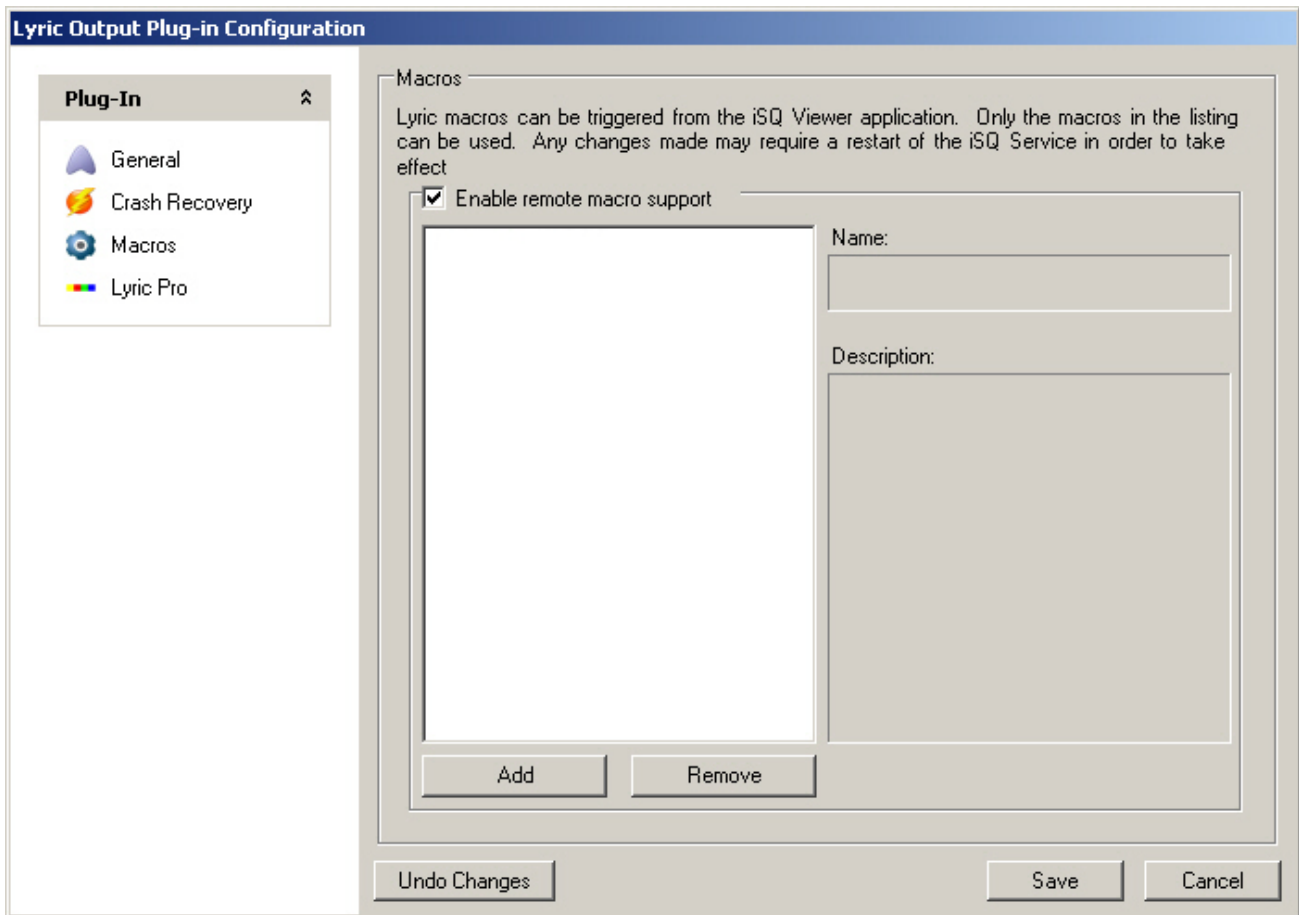 Lyric Output Plug-in Configuration
Plug-In
General
Crash Recovery
Macros
Lyric Pro
Macros
Lyric macros can be triggered from the iSQ Viewer application. Only the macros in the listing
can be used. Any changes made may require a restart of the iSQ Service in order to take
effect
Enable remote macro support
Name:
Description:
Add
Remove
Undo Changes
Save
Cancel